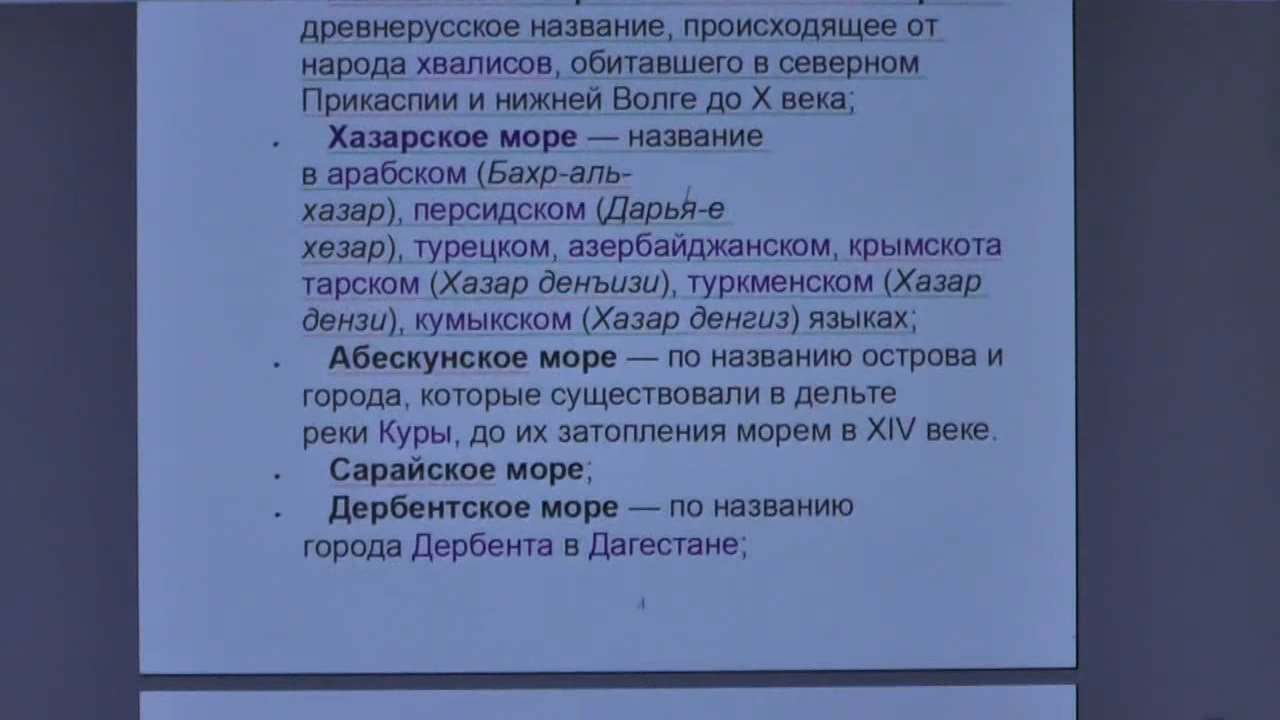 древнерусское название, происходящее от
народа хвалисов, обитавшего в северном
Прикаспии и нижней Волге до X века;
Хазарское море — название
в арабском (Бахр-аль-
хазар), персидском (Дарья-е
хезар), турецком, азербайджанском, крымскота
тарском (Хазар денъизи), туркменском (Хазар
дензи), кумыкском (Хазар денгиз) языках;
Абескунское море — по названию острова и
города, которые существовали в дельте
реки Куры, до их затопления морем в XIV веке.
Сарайское море;
Дербентское море — по названию
города Дербента в Дагестане;
4